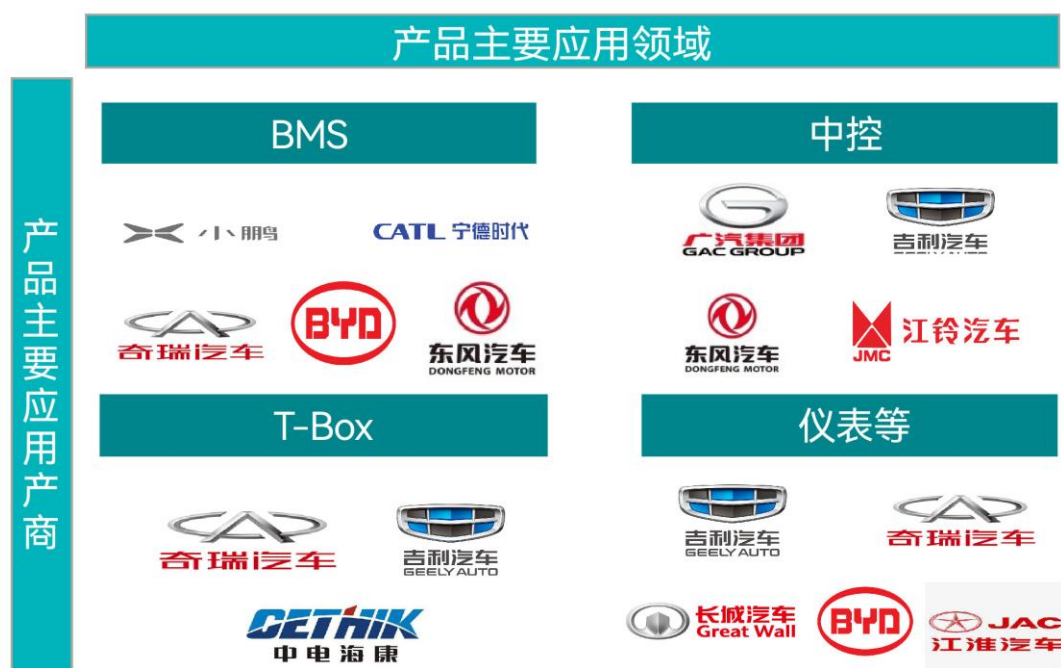 产品主要应用领域
产品主要应用产商
BMS
小鹏
CATL 宁德时代
奇瑞汽车
BYD
东风汽车
DONGFENG MOTOR
中控
广汽集团
GAC GROUP
吉利汽车
东风汽车
DONGFENG MOTOR
JMC
江铃汽车
T-Box
奇瑞汽车
吉利汽车
GEELY AUTO
CETHIK
中电海康
仪表等
吉利汽车
GEELY AUTO
奇瑞汽车
长城汽车
Great Wall
BYD
JAC
江淮汽车